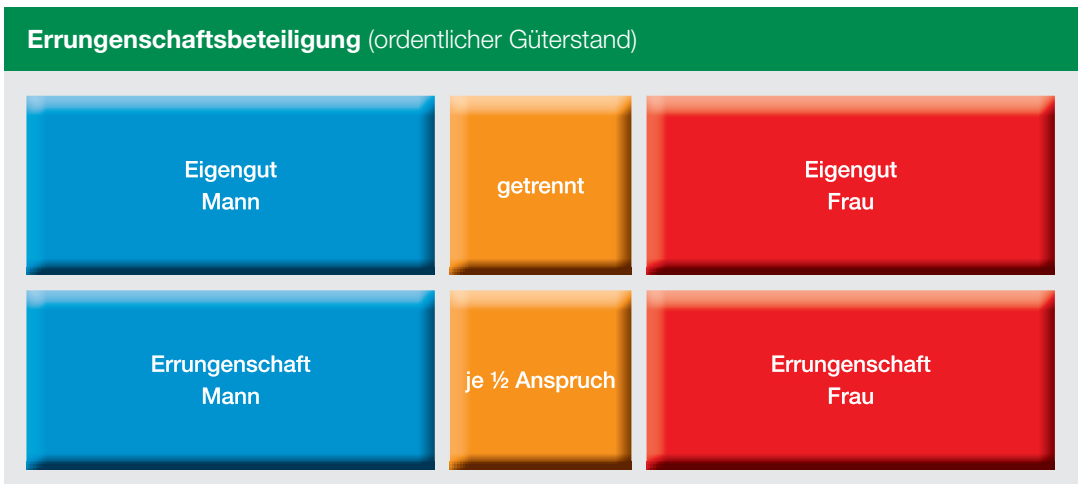 Errungenschaftsbeteiligung (ordentlicher Güterstand)
Eigengut
Mann
getrennt
Eigengut
Frau
Errungenschaft
Mann
je ½ Anspruch
Errungenschaft
Frau